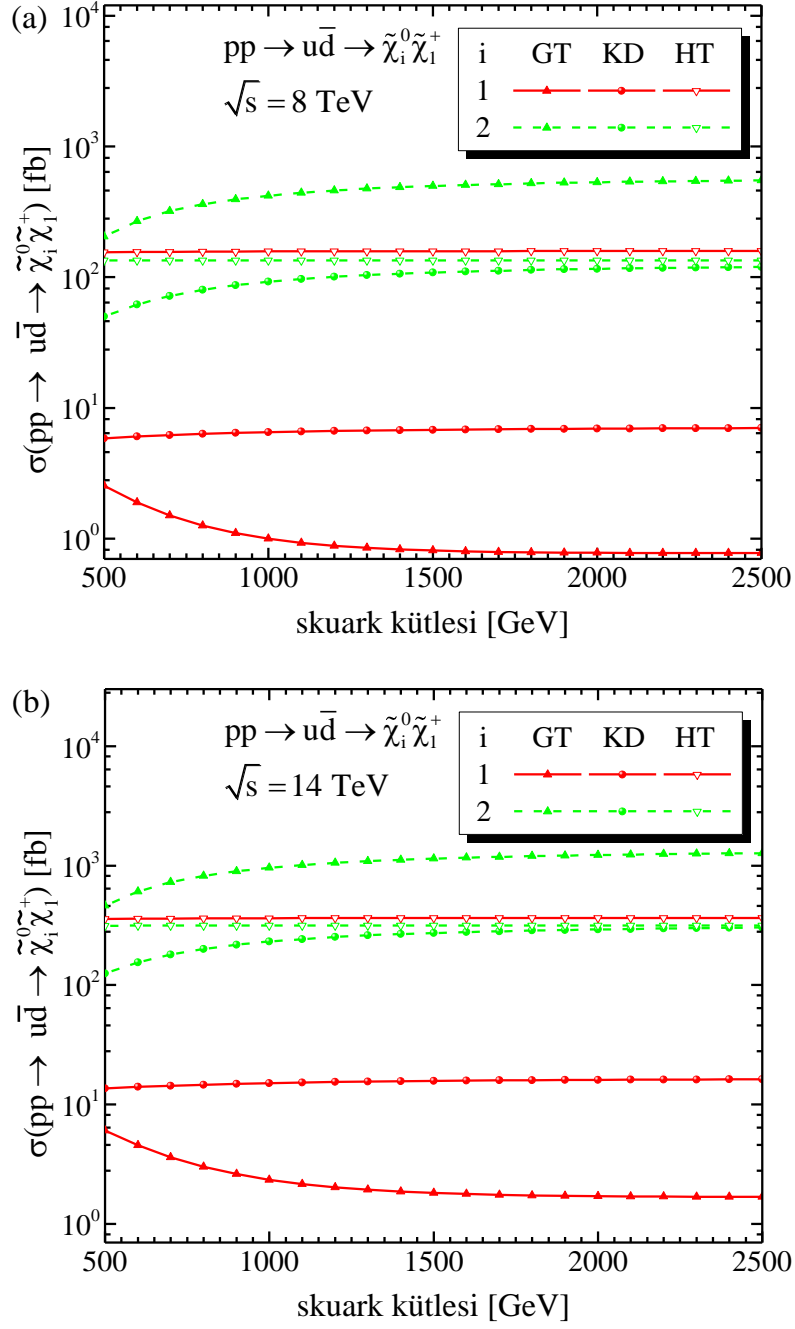 (a)
pp → ud̅ → χ̃ᵢ⁰χ̃₁⁺
√s = 8 TeV
i GT KD HT
1
2
σ(pp → ud̅ → χ̃ᵢ⁰χ̃₁⁺) [fb]
10⁴
10³
10²
10¹
10⁰
500 1000 1500 2000 2500
skuark kütlesi [GeV]
(b)
pp → ud̅ → χ̃ᵢ⁰χ̃₁⁺
√s = 14 TeV
i GT KD HT
1
2
σ(pp → ud̅ → χ̃ᵢ⁰χ̃₁⁺) [fb]
10⁴
10³
10²
10¹
10⁰
500 1000 1500 2000 2500
skuark kütlesi [GeV]